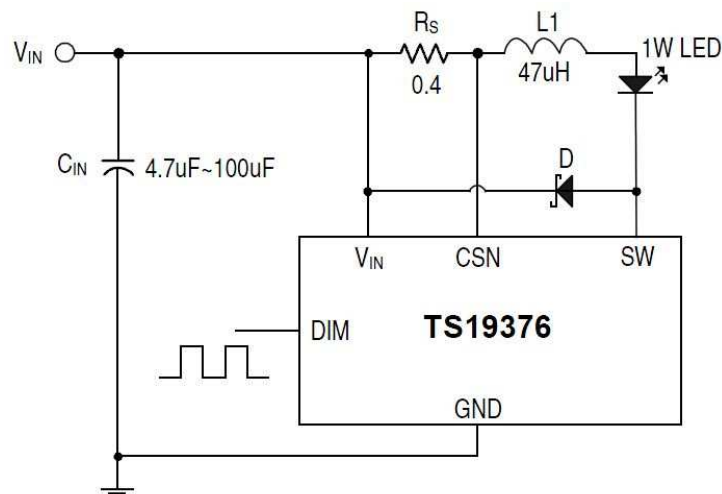 VIN
RS
0.4
L1
47uH
1W LED
CIN
4.7uF~100uF
D
VIN
CSN
SW
DIM
TS19376
GND